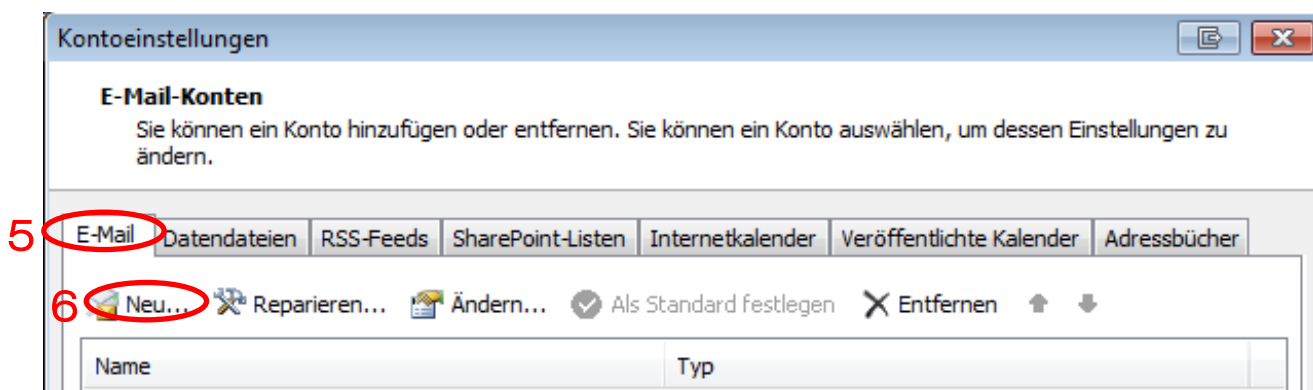 Kontoeinstellungen
E-Mail-Konten
Sie können ein Konto hinzufügen oder entfernen. Sie können ein Konto auswählen, um dessen Einstellungen zu
ändern.
5 E-Mail Datendateien RSS-Feeds SharePoint-Listen Internetkalender Veröffentlichte Kalender Adressbücher
6 Neu... Reparieren... Ändern... Als Standard festlegen Entfernen
Name Typ